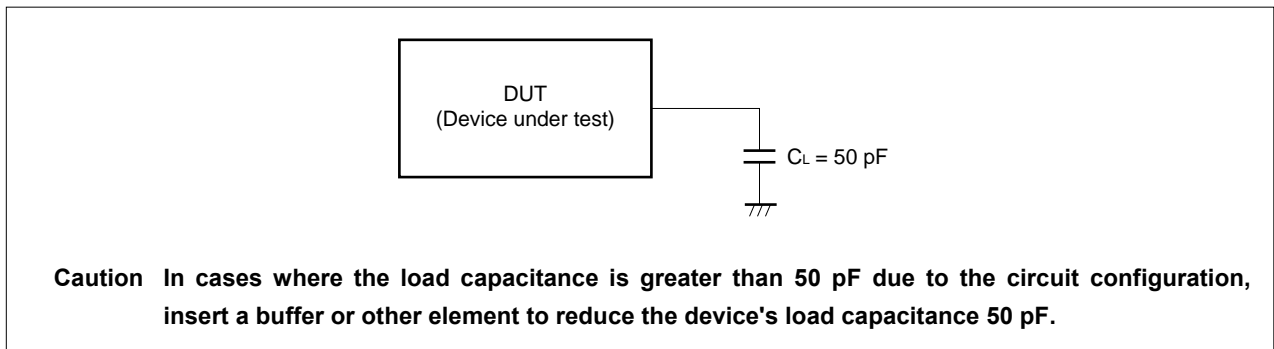 DUT
(Device under test)
CL = 50 pF
Caution In cases where the load capacitance is greater than 50 pF due to the circuit configuration,
insert a buffer or other element to reduce the device's load capacitance 50 pF.